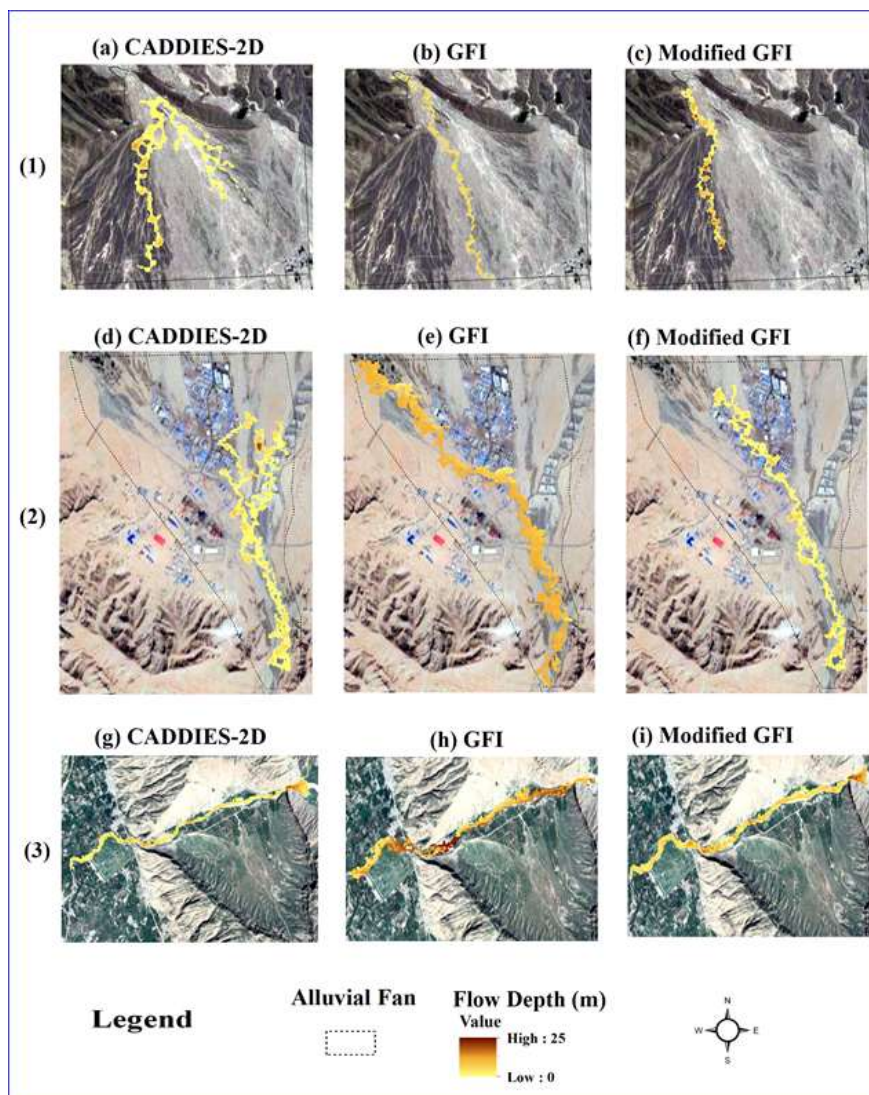 (a) CADDIES-2D (b) GFI (c) Modified GFI
(1)
(d) CADDIES-2D (e) GFI (f) Modified GFI
(2)
(g) CADDIES-2D (h) GFI (i) Modified GFI
(3)
Legend
Alluvial Fan
Flow Depth (m)
Value
High : 25
Low : 0
N
W E
S